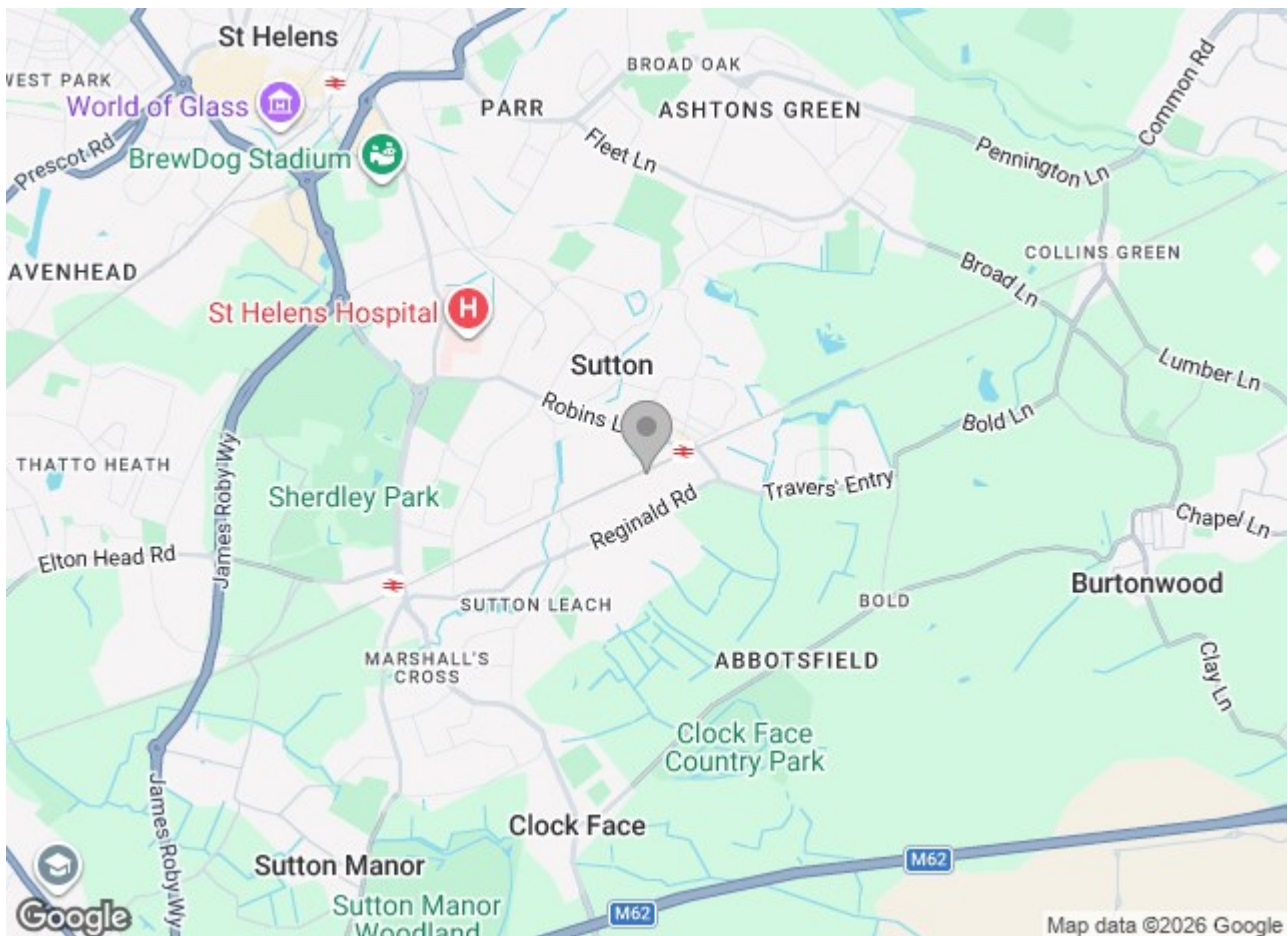 St Helens
WEST PARK
World of Glass
BrewDog Stadium
Prescot Rd
PARR
BROAD OAK
ASHTONS GREEN
Fleet Ln
Common Rd
Pennington Ln
COLLINS GREEN
Broad Ln
Lumber Ln
AVENHEAD
St Helens Hospital
H
Sutton
Robins L
Bold Ln
THATTO HEATH
James Roby Wy
Sherdley Park
Reginald Rd
Travers' Entry
Chapel Ln
Elton Head Rd
SUTTON LEACH
BOLD
Burtonwood
MARSHALL'S
CROSS
ABBOTSFIELD
Clay Ln
Clock Face
Country Park
James Roby Wy
Clock Face
Sutton Manor
M62
Sutton Manor
Woodland
M62
Google
Map data ©2026 Google